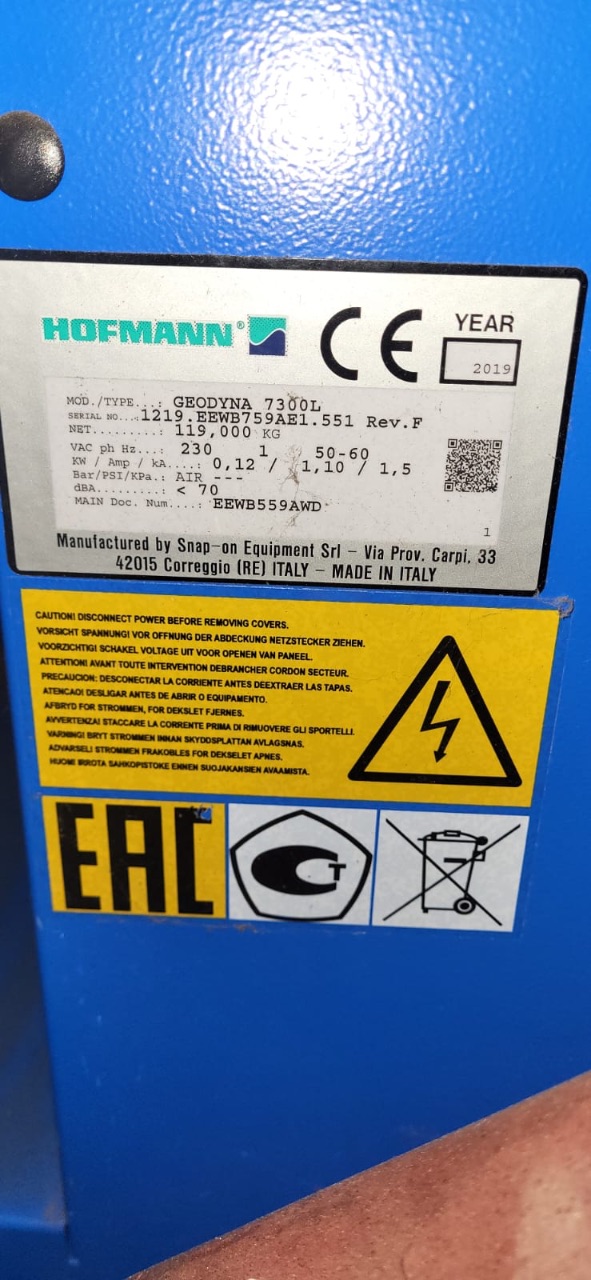 HOFMANN®
CE
YEAR
2019
MOD./TYPE...: GEODYNA 7300L
SERIAL NO...: 1219.EEWB759AE1.551 Rev.F
NET.........: 119,000 KG
VAC ph Hz...: 230 1 50-60
KW / Amp / kA....: 0,12 / 1,10 / 1,5
Bar/PSI/KPa.: AIR ---
dBA.........: < 70
MAIN Doc. Num....: EEWB559AWD
1
Manufactured by Snap-on Equipment Srl - Via Prov. Carpi, 33
42015 Correggio (RE) ITALY - MADE IN ITALY
CAUTION! DISCONNECT POWER BEFORE REMOVING COVERS.
VORSICHT SPANNUNG! VOR OFFNUNG DER ABDECKUNG NETZSTECKER ZIEHEN.
VOORZICHTIG! SCHAKEL VOLTAGE UIT VOOR OPENEN VAN PANEEL.
ATTENTION! AVANT TOUTE INTERVENTION DEBRANCHER CORDON SECTEUR.
PRECAUCION: DESCONECTAR LA CORRIENTE ANTES DEEXTRAER LAS TAPAS.
ATENCAO! DESLIGAR ANTES DE ABRIR O EQUIPAMENTO.
AFBRYD FOR STROMMEN, FOR DEKSLET FJERNES.
AVVERTENZA! STACCARE LA CORRENTE PRIMA DI RIMUOVERE GLI SPORTELLI.
VARNING! BRYT STROMMEN INNAN SKYDDSPLATTAN AVLAGSNAS.
ADVARSEL! STROMMEN FRAKOBLES FOR DEKSELET APNES.
HUOM! IRROTA SAHKOPISTOKE ENNEN SUOJAKANSIEN AVAAMISTA.
EAC
СТ